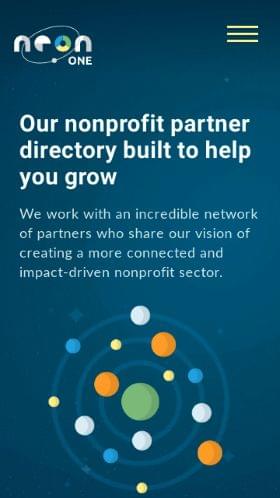 neon
ONE
Our nonprofit partner
directory built to help
you grow
We work with an incredible network
of partners who share our vision of
creating a more connected and
impact-driven nonprofit sector.